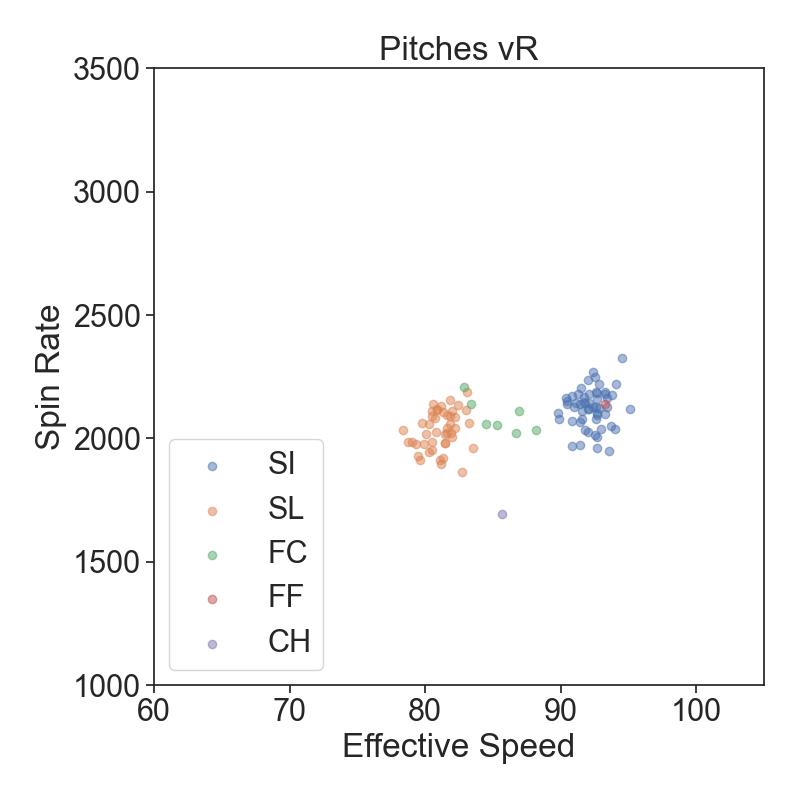 Pitches vR
3500
3000
2500
2000
1500
1000
Spin Rate
SI
SL
FC
FF
CH
60 70 80 90 100
Effective Speed